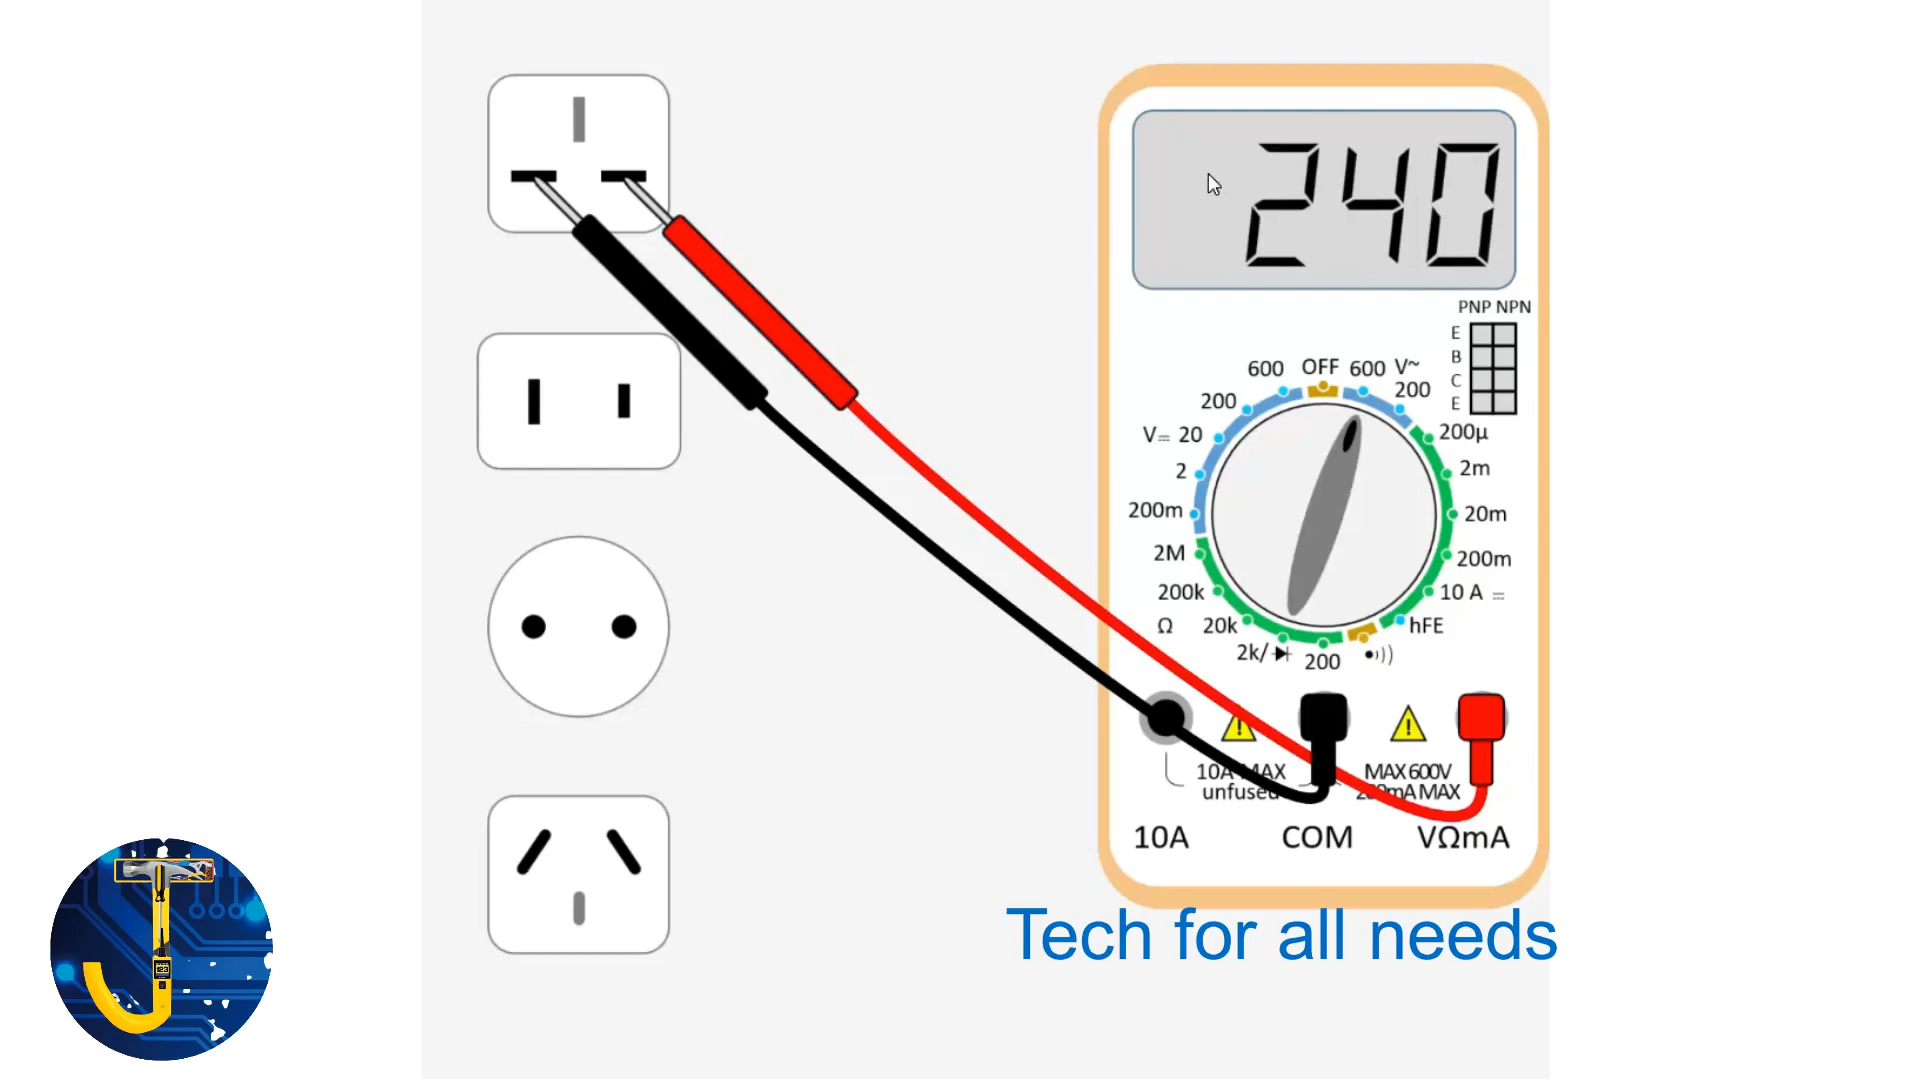 240
PNP NPN
E
B
C
E
600 OFF 600 V~
200 200
V⎓ 20 200µ
2 2m
200m 20m
2M 200m
200k 10 A ⎓
Ω 20k hFE
2k/ 200
10A MAX
unfused
MAX 600V
MAX
10A COM VΩmA
Tech for all needs